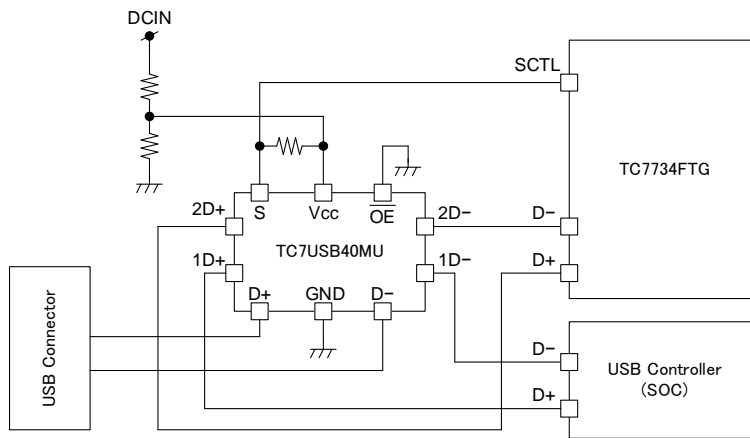 DCIN
SCTL
TC7734FTG
S
Vcc
OE
2D+
2D−
D−
TC7USB40MU
1D+
1D−
D+
D+
GND
D−
USB Connector
D−
USB Controller
(SOC)
D+